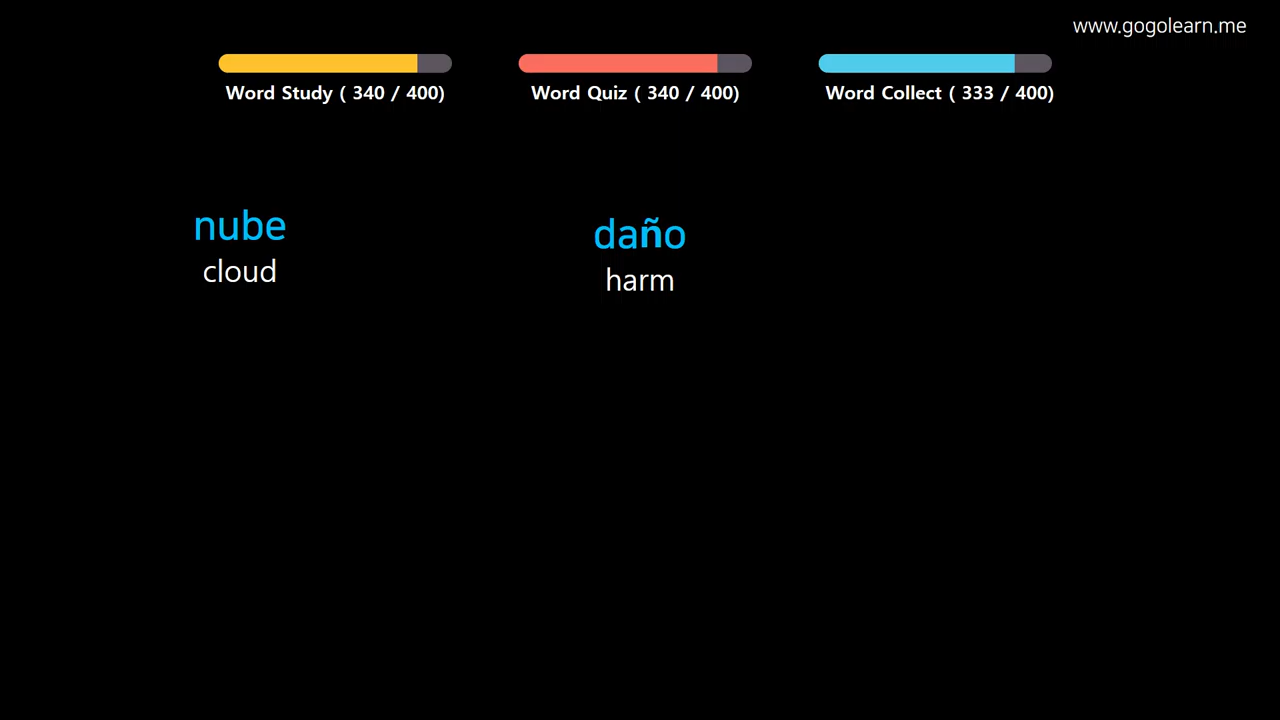 www.gogolearn.me
Word Study ( 340 / 400)
Word Quiz ( 340 / 400)
Word Collect ( 333 / 400)
nube
cloud
daño
harm